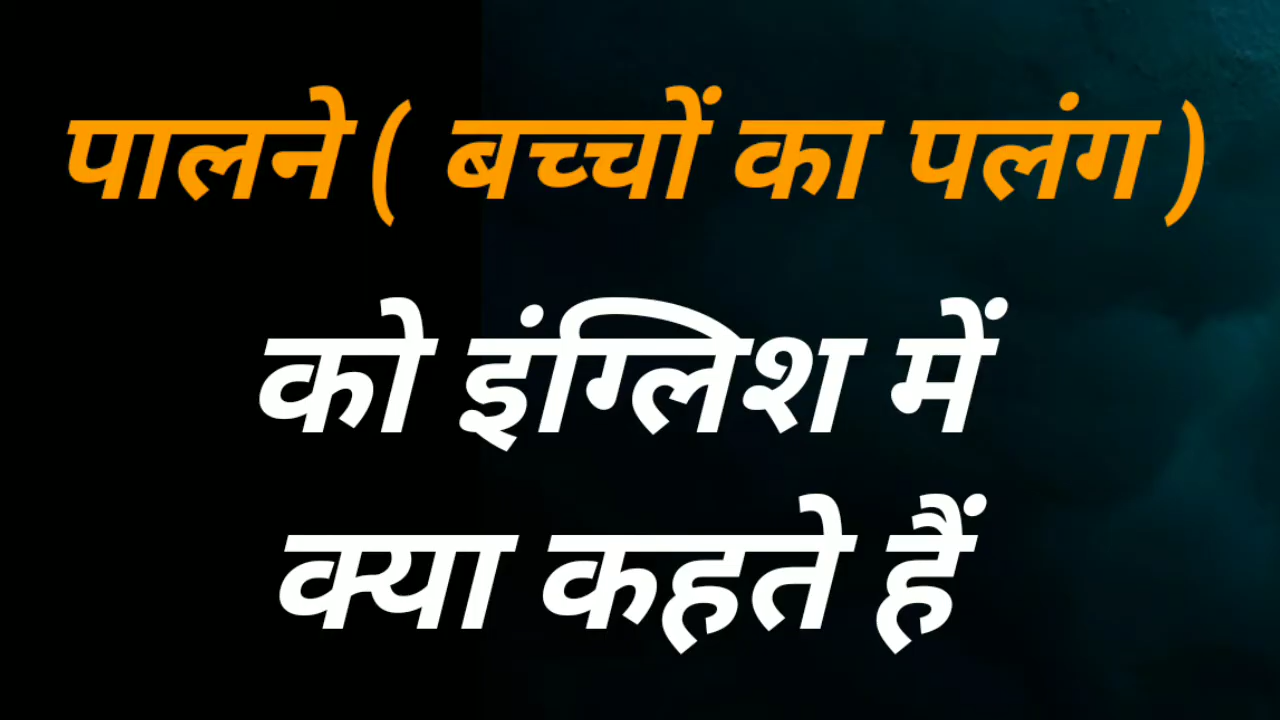 पालने ( बच्चों का पलंग )
को इंग्लिश में
क्या कहते हैं